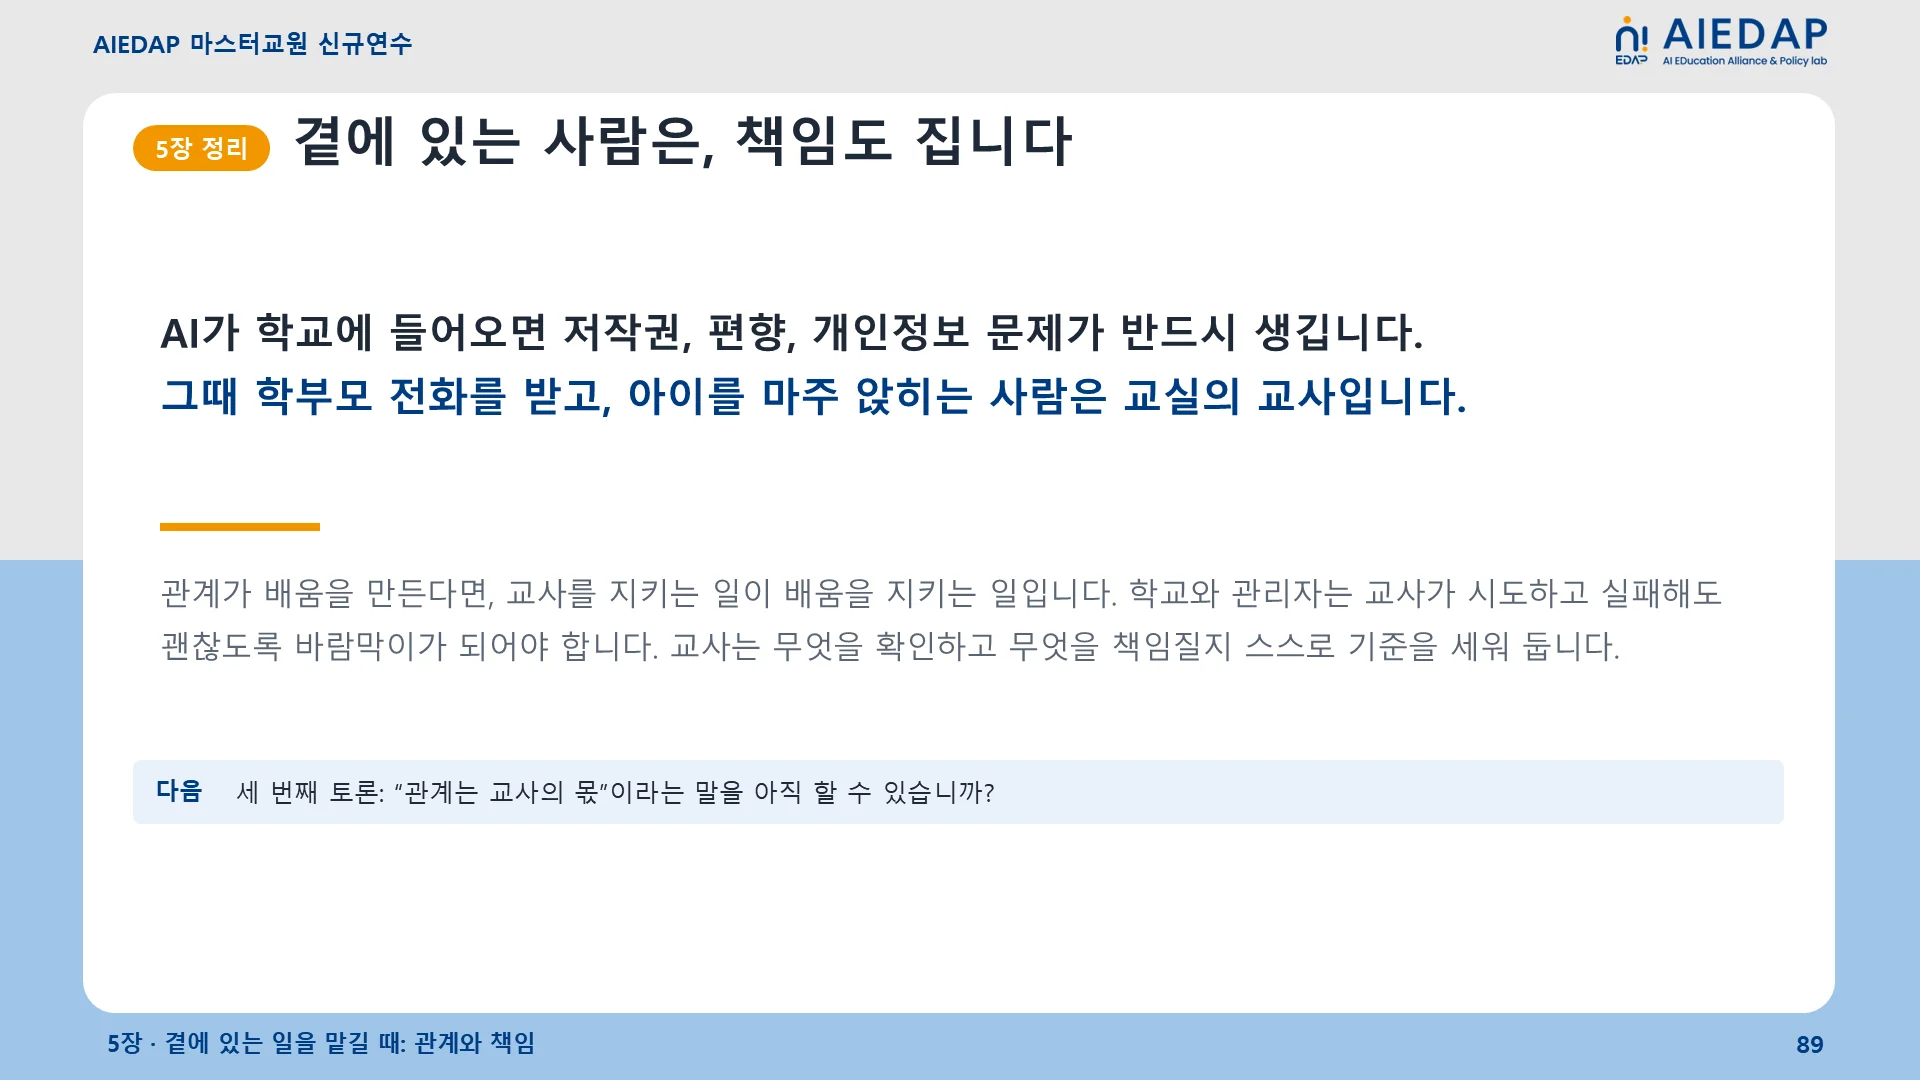 AIEDAP 마스터교원 신규연수
EDAP
AIEDAP
AI EDucation Alliance & Policy lab
5장 정리
곁에 있는 사람은, 책임도 집니다
AI가 학교에 들어오면 저작권, 편향, 개인정보 문제가 반드시 생깁니다.
그때 학부모 전화를 받고, 아이를 마주 앉히는 사람은 교실의 교사입니다.
관계가 배움을 만든다면, 교사를 지키는 일이 배움을 지키는 일입니다. 학교와 관리자는 교사가 시도하고 실패해도
괜찮도록 바람막이가 되어야 합니다. 교사는 무엇을 확인하고 무엇을 책임질지 스스로 기준을 세워 둡니다.
다음 세 번째 토론: “관계는 교사의 몫”이라는 말을 아직 할 수 있습니까?
5장 · 곁에 있는 일을 맡길 때: 관계와 책임
89